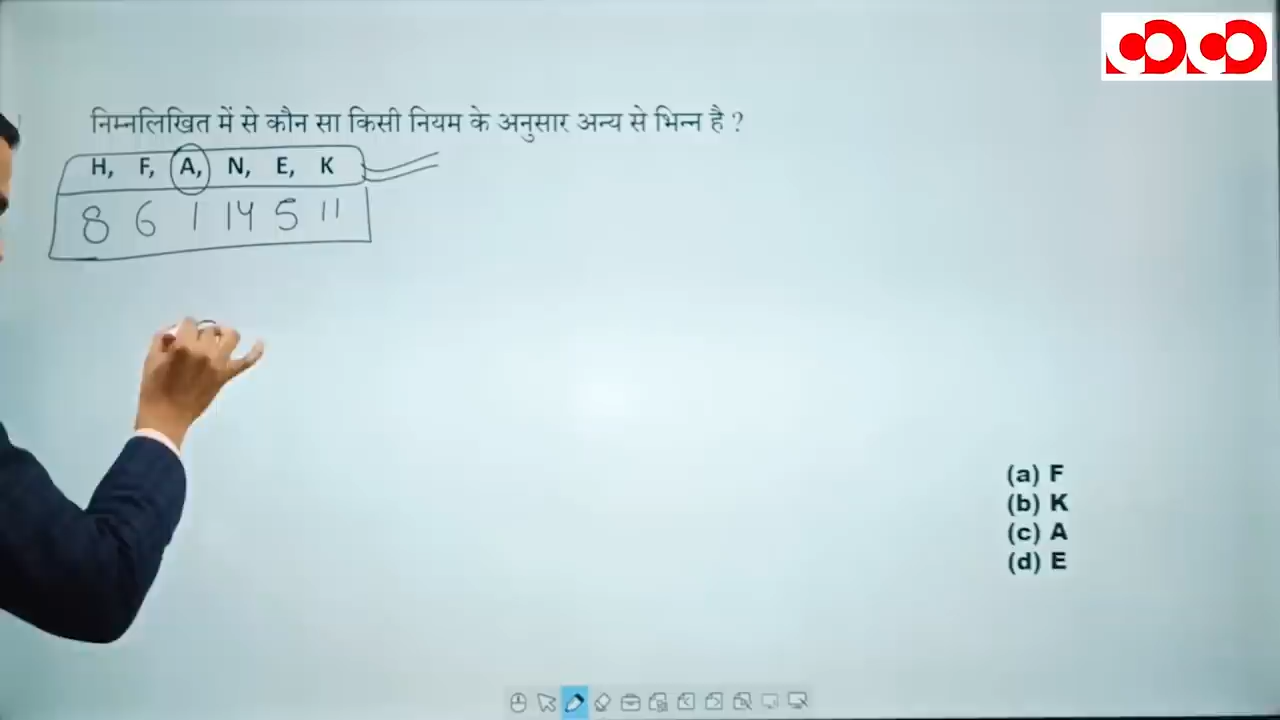 निम्नलिखित में से कौन सा किसी नियम के अनुसार अन्य से भिन्न है ?
H, F, A, N, E, K
8 6 1 14 5 11
(a) F
(b) K
(c) A
(d) E